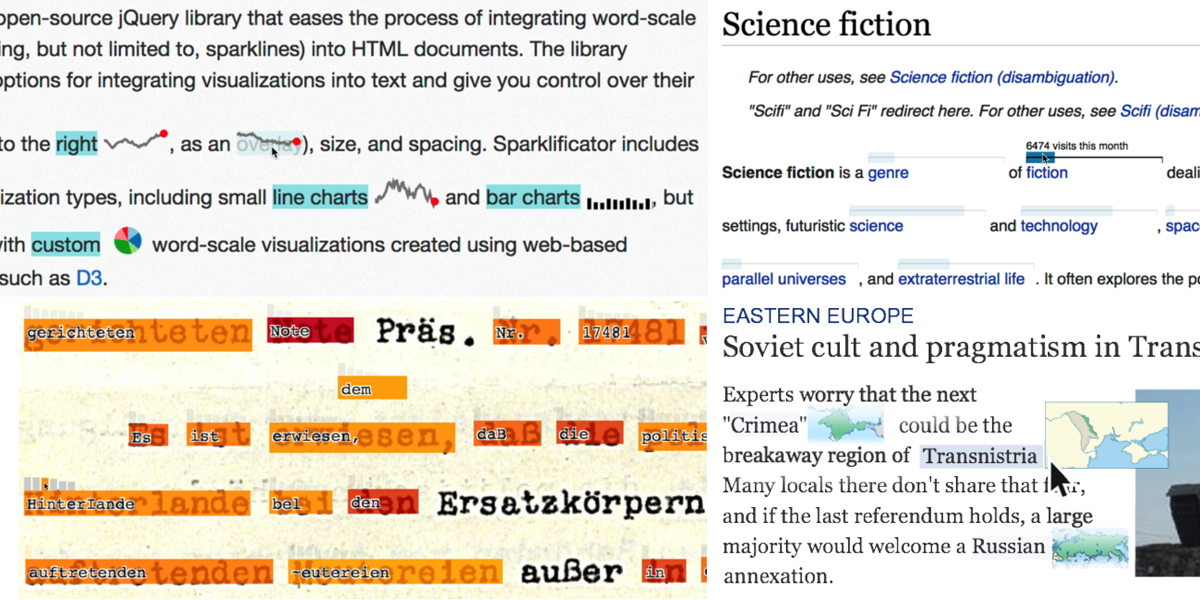 open-source jQuery library that eases the process of integrating word-scale
ing, but not limited to, sparklines) into HTML documents. The library
options for integrating visualizations into text and give you control over their
to the right , as an overlay), size, and spacing. Sparklificator includes
ization types, including small line charts and bar charts , but
with custom word-scale visualizations created using web-based
such as D3.
Science fiction
For other uses, see Science fiction (disambiguation).
"Scifi" and "Sci Fi" redirect here. For other uses, see Scifi (disam
6474 visits this month
Science fiction is a genre of fiction deali
settings, futuristic science and technology , spac
parallel universes , and extraterrestrial life . It often explores the po
gerichteten Note Präs. Nr. 17481
dem
Es ist erwiesen, daB die politis
HinterIande bel den Ersatzkörpern
auftretenden ~eutereien außer in
EASTERN EUROPE
Soviet cult and pragmatism in Trans
Experts worry that the next
"Crimea" could be the
breakaway region of Transnistria
Many locals there don't share that
and if the last referendum holds, a large
majority would welcome a Russian
annexation.